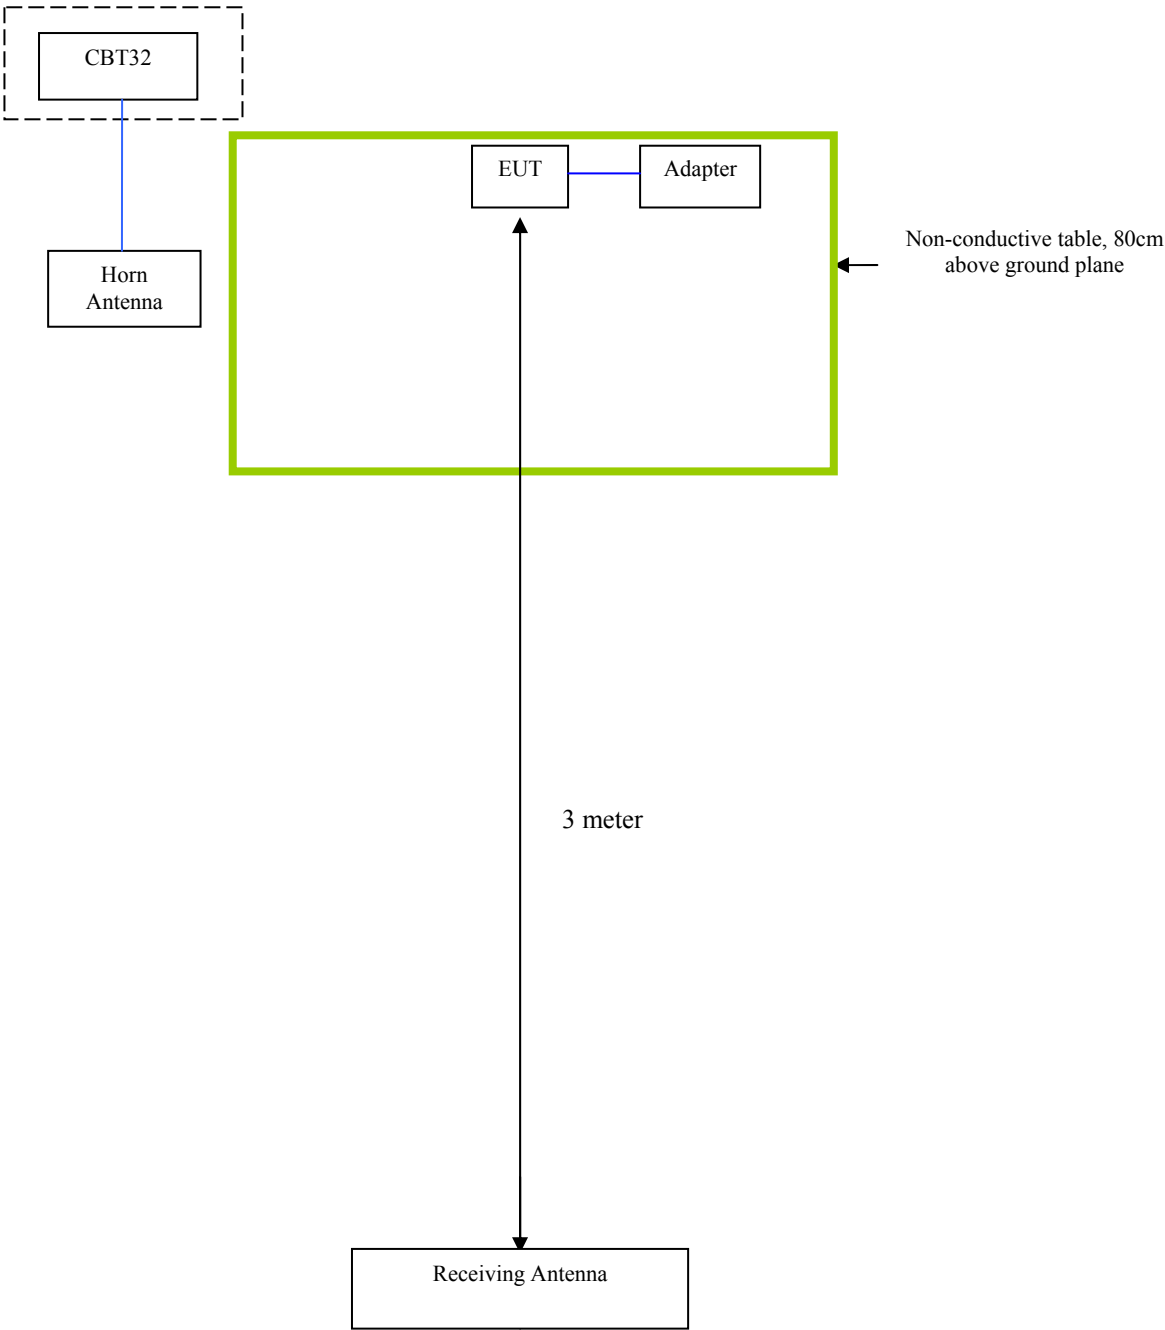 CBT32
EUT
Adapter
Non-conductive table, 80cm
above ground plane
Horn
Antenna
3 meter
Receiving Antenna